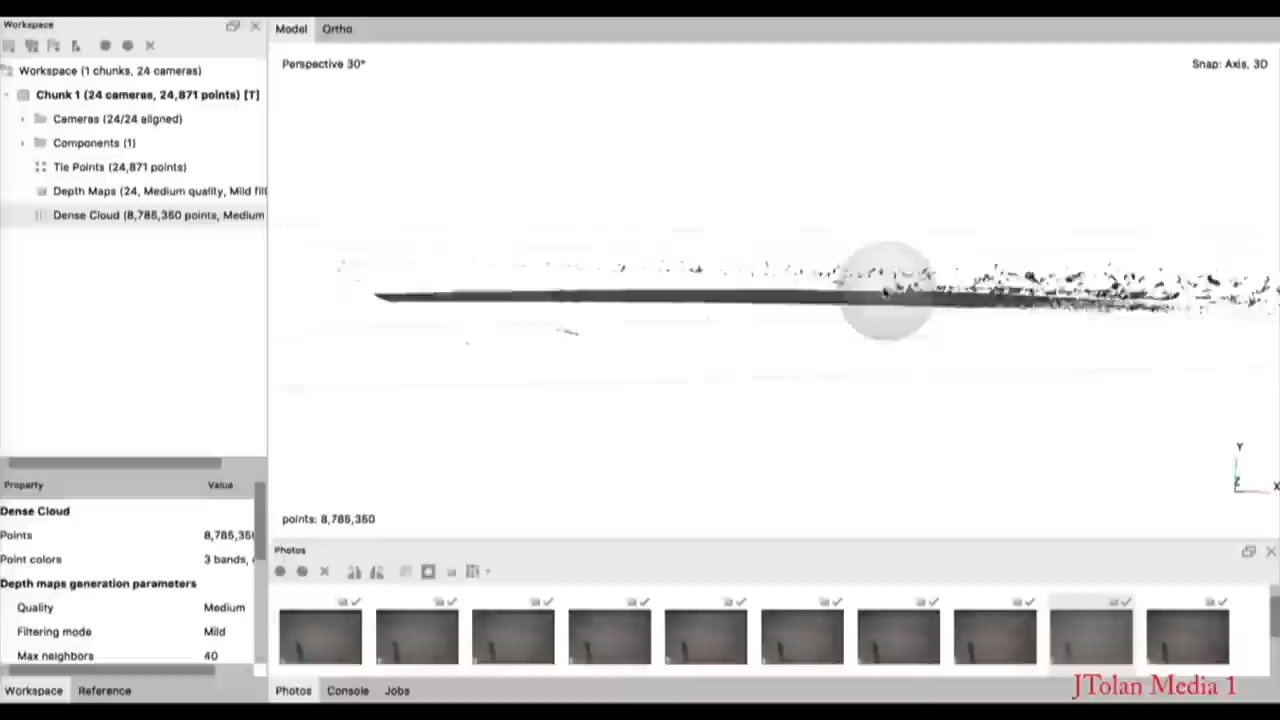 Workspace
Workspace (1 chunks, 24 cameras)
Chunk 1 (24 cameras, 24,871 points) [T]
Cameras (24/24 aligned)
Components (1)
Tie Points (24,871 points)
Depth Maps (24, Medium quality, Mild filt
Dense Cloud (8,785,350 points, Medium
Property Value
Dense Cloud
Points 8,785,35
Point colors 3 bands,
Depth maps generation parameters
Quality Medium
Filtering mode Mild
Max neighbors 40
Workspace Reference
Model Ortho
Perspective 30°
Snap: Axis, 3D
Y
Z
X
points: 8,785,350
Photos
Photos Console Jobs
JTolan Media 1